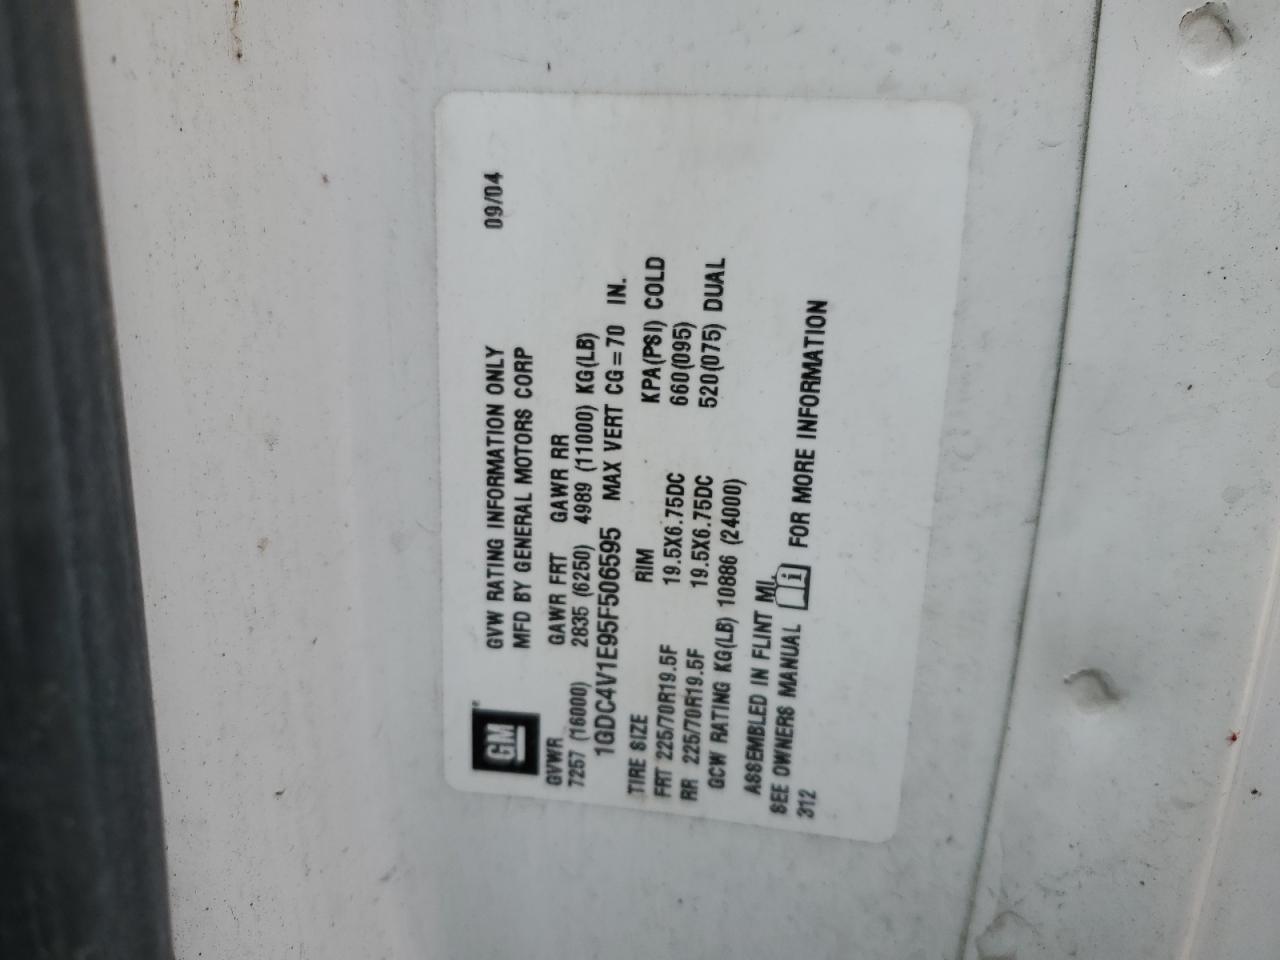 GM
GVW RATING INFORMATION ONLY 09/04
MFD BY GENERAL MOTORS CORP
GVWR GAWR FRT GAWR RR
7257 (16000) 2835 (6250) 4989 (11000) KG(LB)
1GDC4V1E95F506595 MAX VERT CG=70 IN.
TIRE SIZE RIM KPA(PSI) COLD
FRT 225/70R19.5F 19.5X6.75DC 660(095)
RR 225/70R19.5F 19.5X6.75DC 520(075) DUAL
GCW RATING KG(LB) 10886 (24000)
ASSEMBLED IN FLINT MI.
SEE OWNERS MANUAL i FOR MORE INFORMATION
312